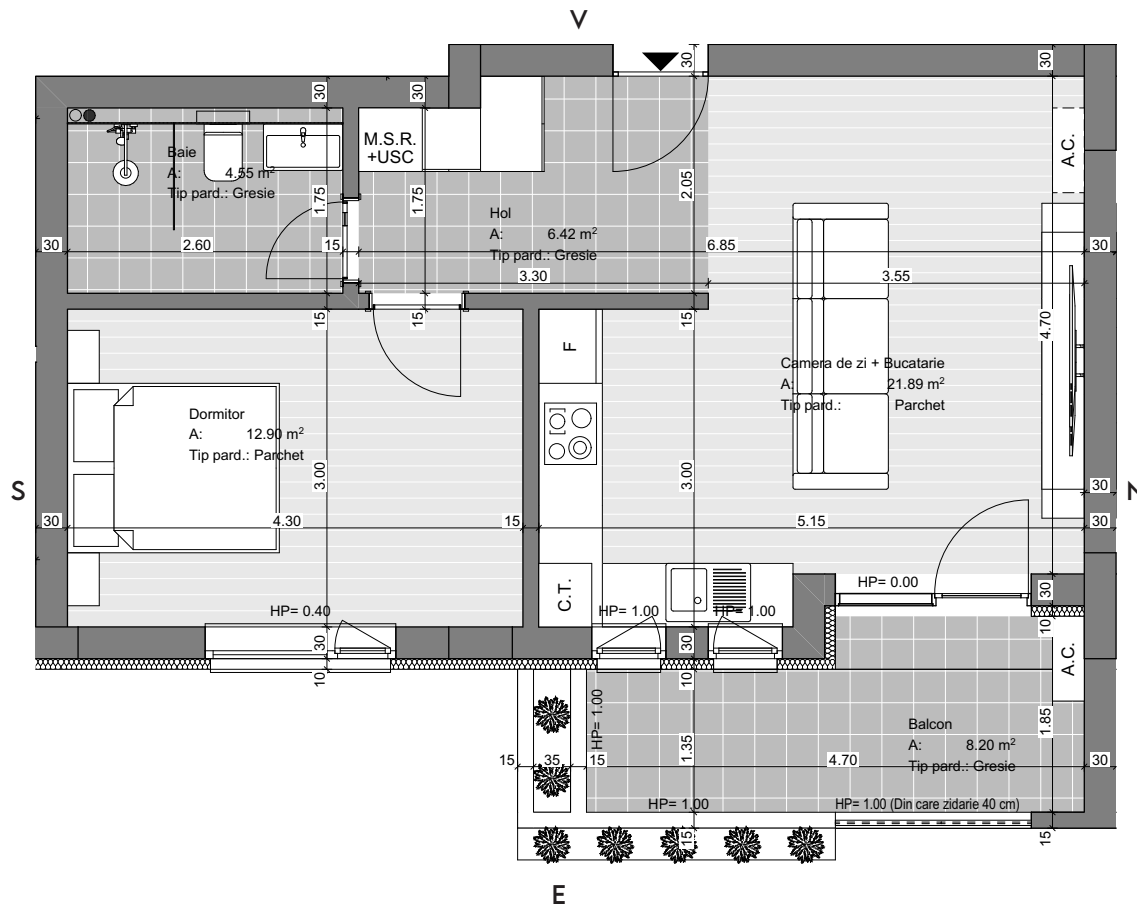 V
30
30
30
30
30
M.S.R.
+USC
A.C.
Baie
A: 4.55 m²
Tip pard.: Gresie
1.75
1.75
2.05
Hol
A: 6.42 m²
Tip pard.: Gresie
30
2.60
15
6.85
30
3.30
3.55
15
15
15
4.70
F
Camera de zi + Bucatarie
A: 21.89 m²
Tip pard.: Parchet
Dormitor
A: 12.90 m²
Tip pard.: Parchet
3.00
3.00
S
30
N
30
4.30
15
5.15
30
C.T.
HP= 0.00
30
HP= 0.40
HP= 1.00
HP= 1.00
30
30
10
10
10
A.C.
HP= 1.00
Balcon
A: 8.20 m²
Tip pard.: Gresie
1.35
1.85
15
35
15
4.70
30
HP= 1.00
HP= 1.00 (Din care zidarie 40 cm)
15
15
E